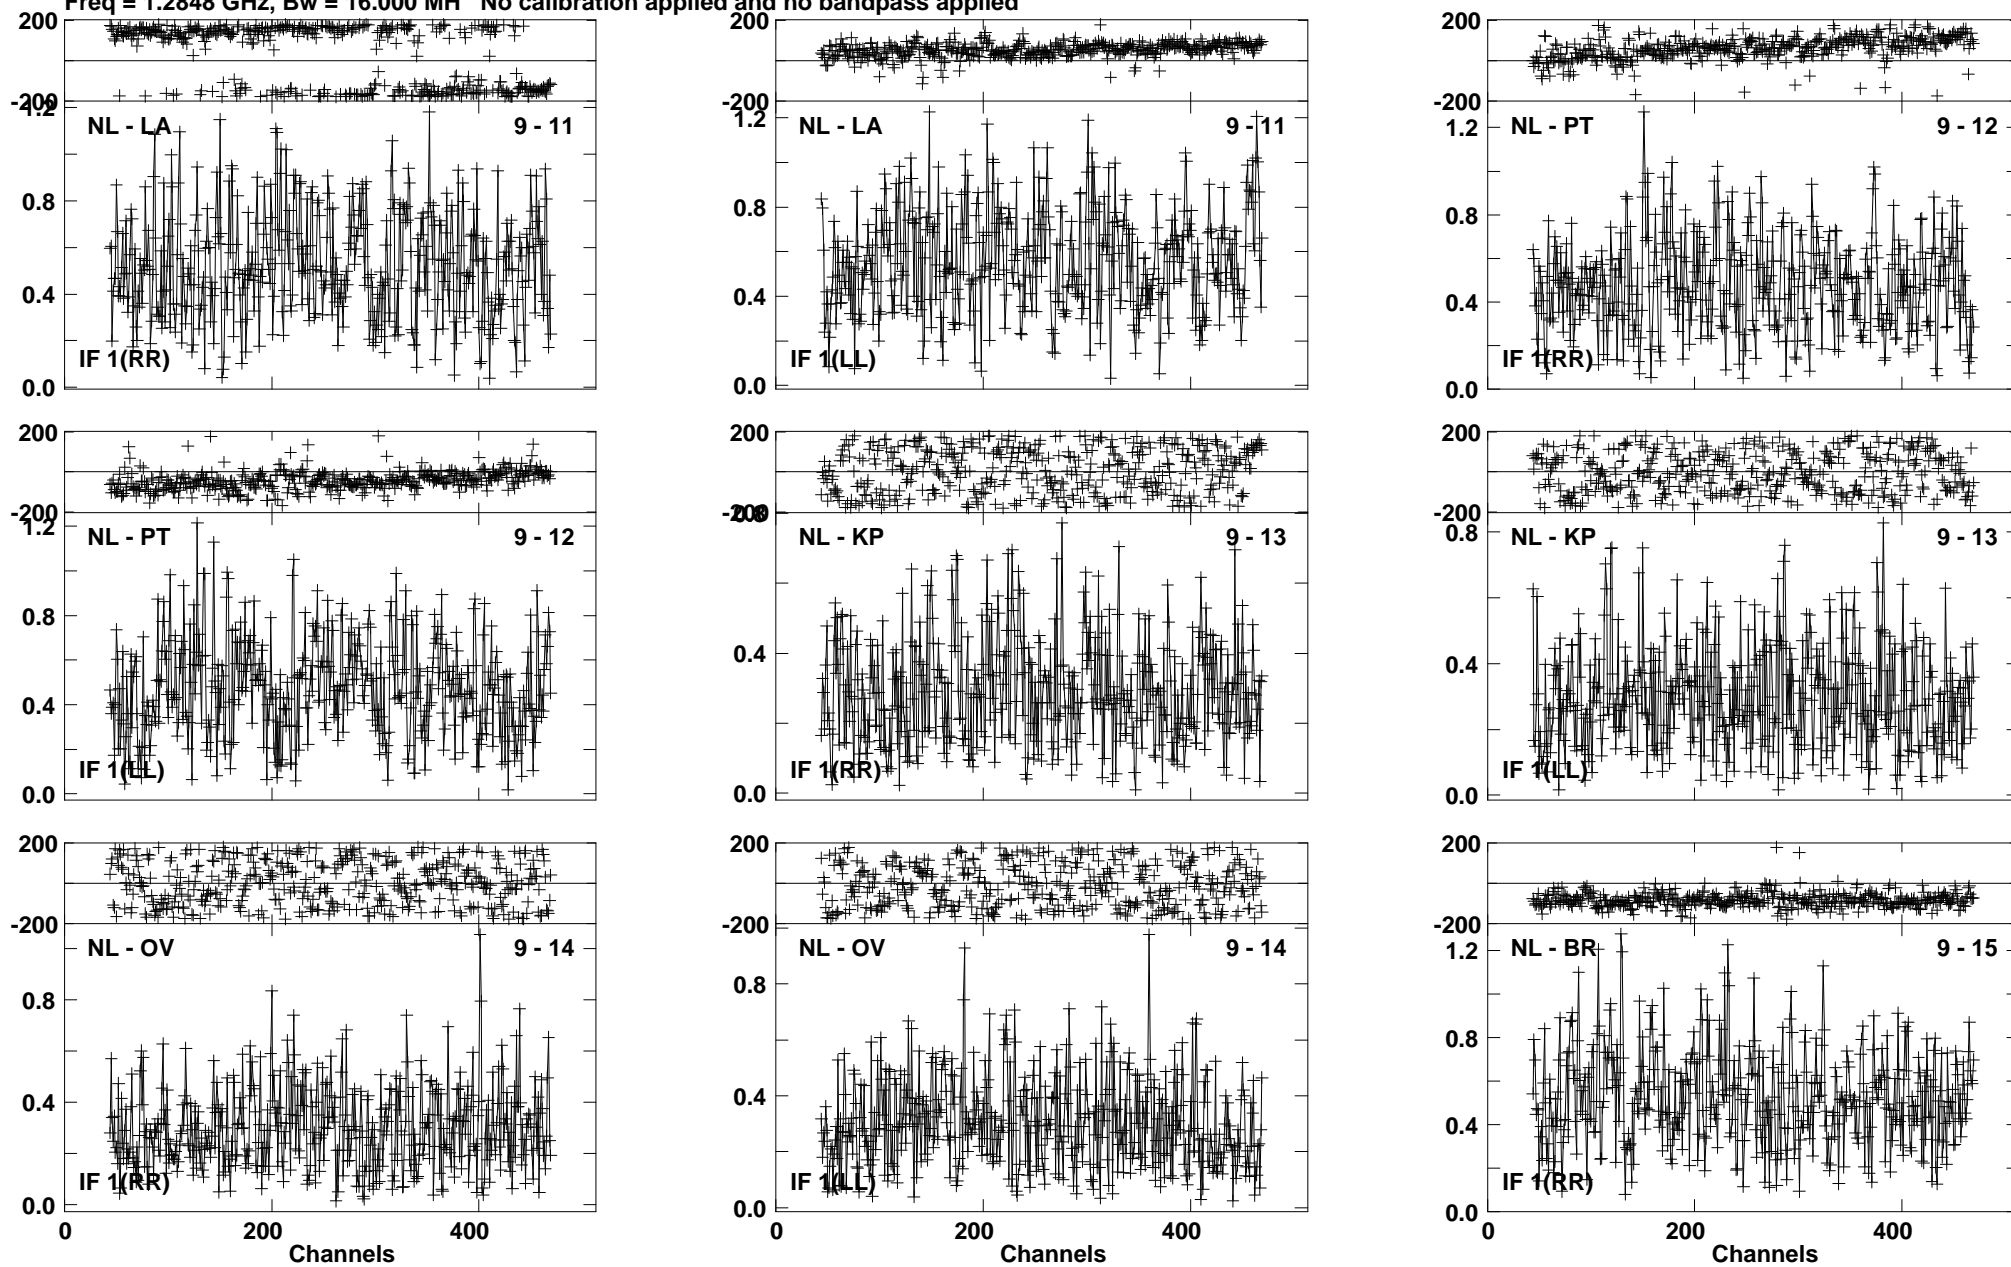 Freq = 1.2848 GHz, Bw = 16.000 MH No calibration applied and no bandpass applied
200 200 200
-200 -200 -200
1.2 NL - LA 9 - 11 1.2 NL - LA 9 - 11 1.2 NL - PT 9 - 12
0.8 0.8 0.8
0.4 0.4 0.4
IF 1(RR) IF 1(LL) IF 1(RR)
0.0 0.0 0.0
200 200 200
-200 -200 -200
1.2 NL - PT 9 - 12 0.8 NL - KP 9 - 13 0.8 NL - KP 9 - 13
0.8
0.4 0.4 0.4
IF 1(LL) IF 1(RR) IF 1(LL)
0.0 0.0 0.0
200 200 200
-200 -200 -200
NL - OV 9 - 14 NL - OV 9 - 14 1.2 NL - BR 9 - 15
0.8 0.8 0.8
0.4 0.4 0.4
IF 1(RR) IF 1(LL) IF 1(RR)
0.0 0.0 0.0
0 200 400 0 200 400 0 200 400
Channels Channels Channels